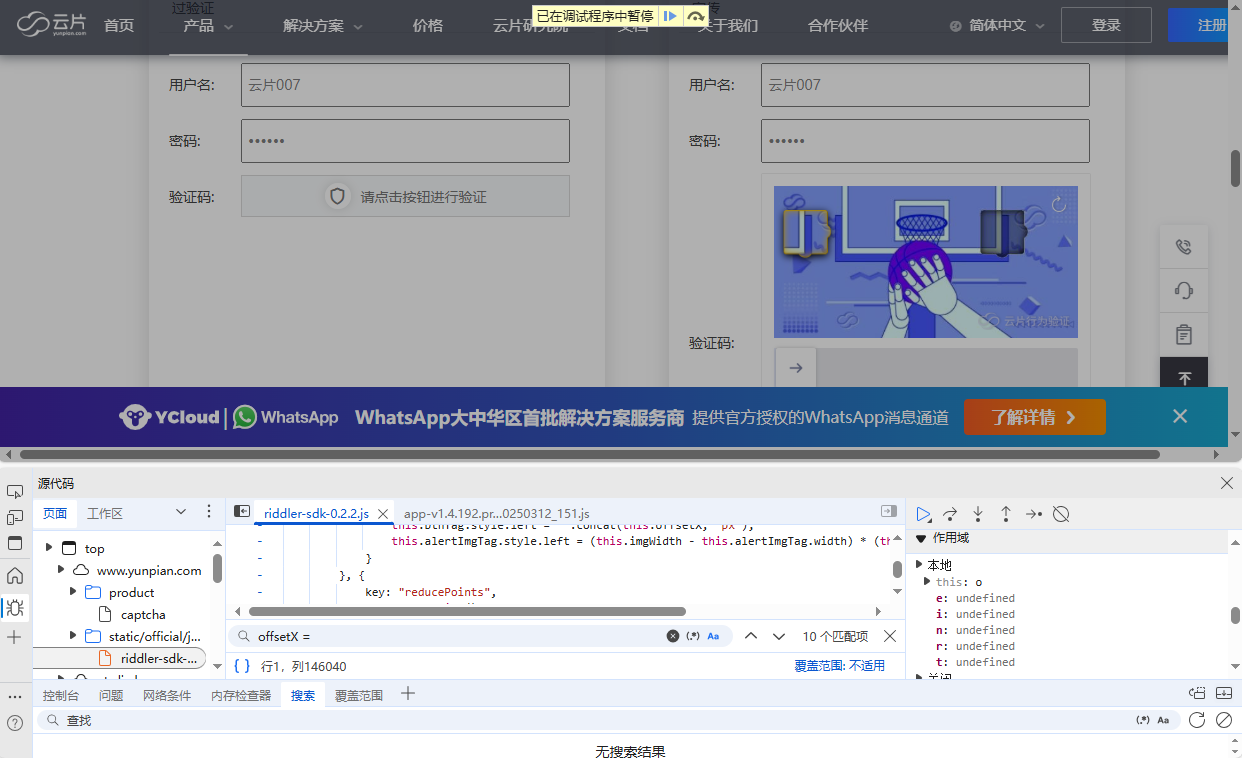 过验证
已在调试程序中暂停
云片
yunpian.com
首页
产品
解决方案
价格
云片研究院
文档
关于我们
合作伙伴
简体中文
登录
注册
用户名:
云片007
用户名:
云片007
密码:
••••••
密码:
••••••
验证码:
请点击按钮进行验证
云片行为验证
验证码:
YCloud
WhatsApp
WhatsApp大中华区首批解决方案服务商
提供官方授权的WhatsApp消息通道
了解详情
源代码
页面
工作区
riddler-sdk-0.2.2.js
app-v1.4.192.pr...0250312_151.js
this.btnTag.style.left = "".concat(this.offsetX, "px"),
this.alertImgTag.style.left = (this.imgWidth - this.alertImgTag.width) * (th
}
}, {
key: "reducePoints",
top
www.yunpian.com
product
captcha
static/official/j...
riddler-sdk-...
offsetX =
(.*)
Aa
10 个匹配项
{ }
行1，列146040
覆盖范围: 不适用
作用域
本地
this: o
e: undefined
i: undefined
n: undefined
r: undefined
t: undefined
控制台
问题
网络条件
内存检查器
搜索
覆盖范围
查找
(.*)
Aa
无搜索结果